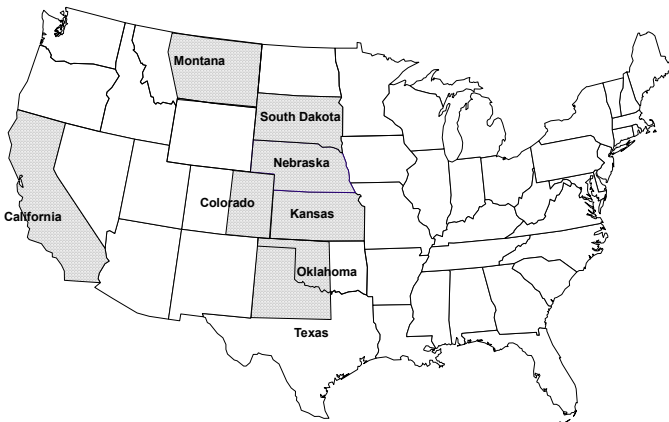 Montana
South Dakota
Nebraska
Colorado
Kansas
California
Oklahoma
Texas